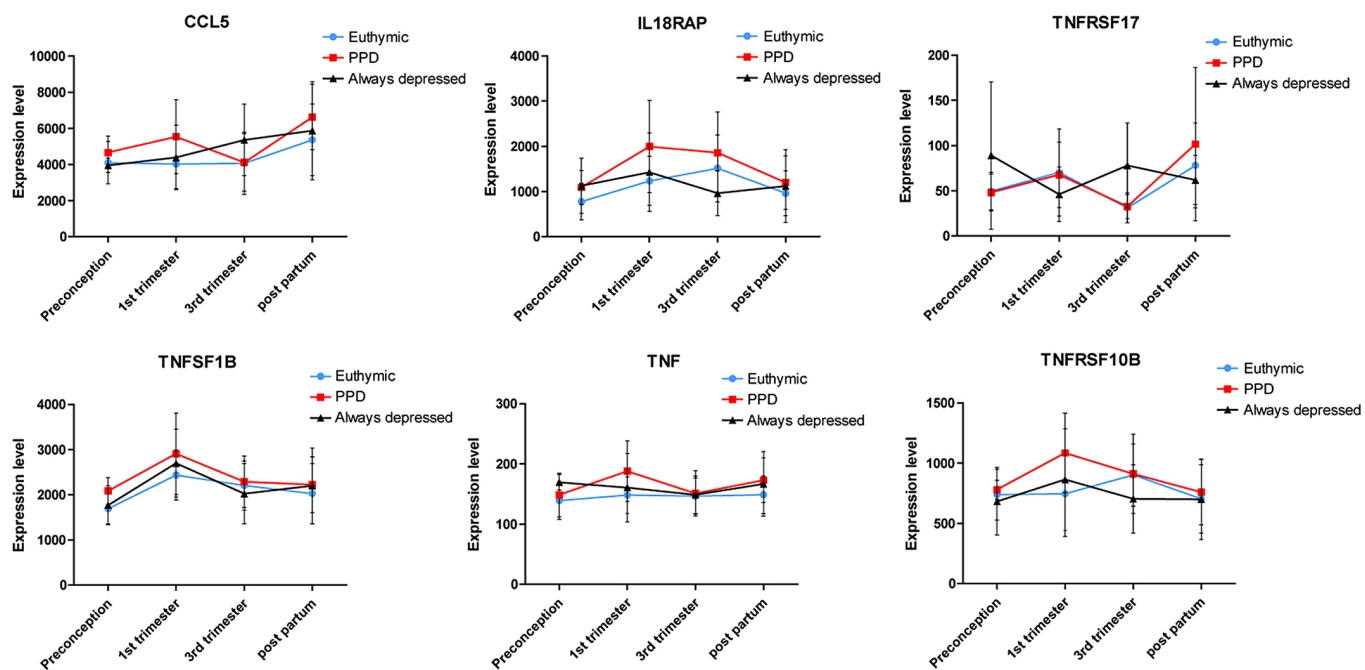 CCL5
Euthymic
PPD
Always depressed
Expression level
10000
8000
6000
4000
2000
0
Preconception
1st trimester
3rd trimester
post partum
IL18RAP
Euthymic
PPD
Always depressed
Expression level
4000
3000
2000
1000
0
Preconception
1st trimester
3rd trimester
post partum
TNFRSF17
Euthymic
PPD
Always depressed
Expression level
200
150
100
50
0
Preconception
1st trimester
3rd trimester
post partum
TNFSF1B
Euthymic
PPD
Always depressed
Expression level
4000
3000
2000
1000
0
Preconception
1st trimester
3rd trimester
post partum
TNF
Euthymic
PPD
Always depressed
Expression level
300
200
100
0
Preconception
1st trimester
3rd trimester
post partum
TNFRSF10B
Euthymic
PPD
Always depressed
Expression level
1500
1000
500
0
Preconception
1st trimester
3rd trimester
post partum